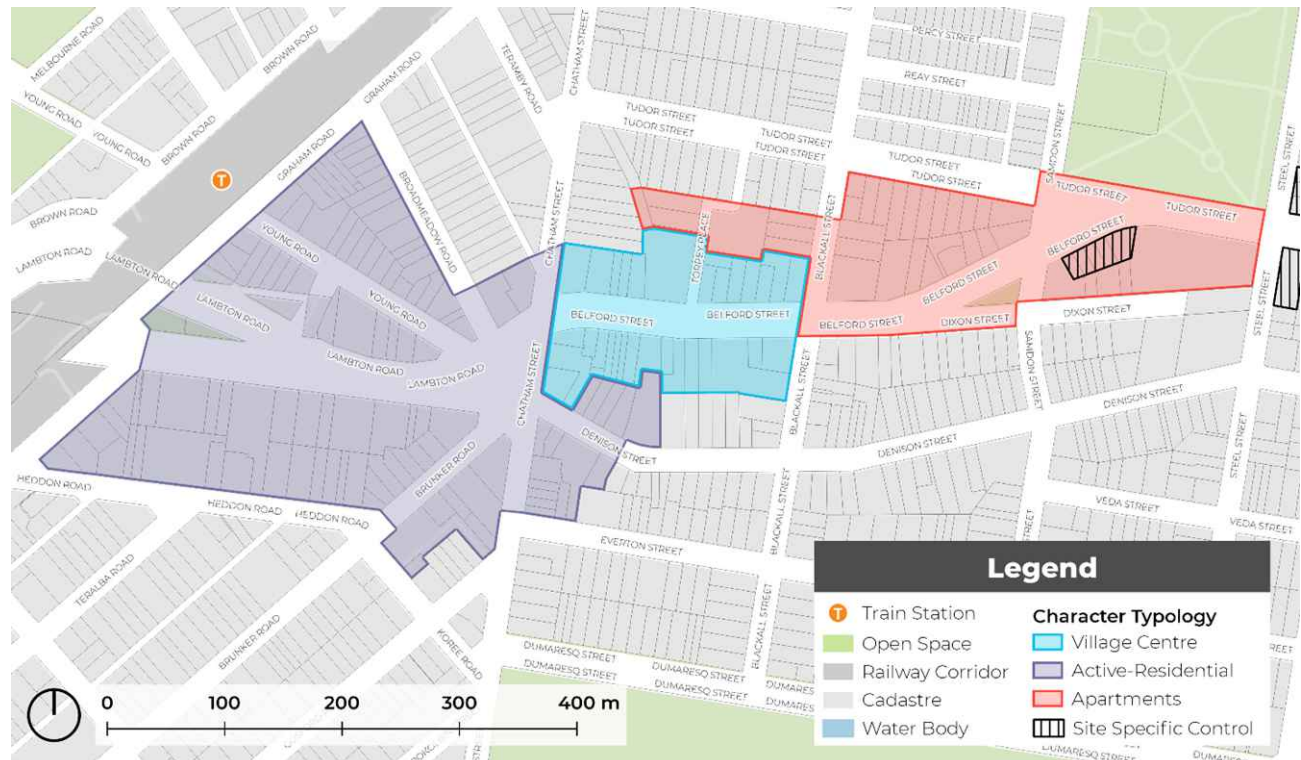 MELBOURNE ROAD
BROWN ROAD
GRAHAM ROAD
TERAMBY ROAD
CHATHAM STREET
PERCY STREET
REAY STREET
YOUNG ROAD
YOUNG ROAD
BROWN ROAD
GRAHAM ROAD
BROADMEADOW ROAD
TUDOR STREET
TUDOR STREET
TUDOR STREET
TUDOR STREET
TUDOR STREET
TUDOR STREET
SAMDON STREET
TUDOR STREET
TUDOR STREET
STEEL STREET
T
BROWN ROAD
LAMBTON ROAD
LAMBTON ROAD
YOUNG ROAD
CHATHAM STREET
TORPEY PLACE
BLACKALL STREET
BELFORD STREET
BELFORD STREET
LAMBTON ROAD
YOUNG ROAD
BELFORD STREET
BELFORD STREET
BELFORD STREET
DIXON STREET
DIXON STREET
STEEL STREET
LAMBTON ROAD
LAMBTON ROAD
CHATHAM STREET
SAMDON STREET
DENISON STREET
BLACKALL STREET
DENISON STREET
DENISON STREET
STEEL STREET
BRUNKER ROAD
HEDDON ROAD
HEDDON ROAD
HEDDON ROAD
BLACKALL STREET
VEDA STREET
VEDA STREET
EVERTON STREET
TERALBA ROAD
BRUNKER ROAD
KOREE ROAD
BLACKALL STREET
DUMARESQ STREET
DUMARESQ STREET
DUMARESQ STREET
DUMARESQ STREET
Legend
T Train Station
Open Space
Railway Corridor
Cadastre
Water Body
Character Typology
Village Centre
Active-Residential
Apartments
Site Specific Control
0 100 200 300 400 m